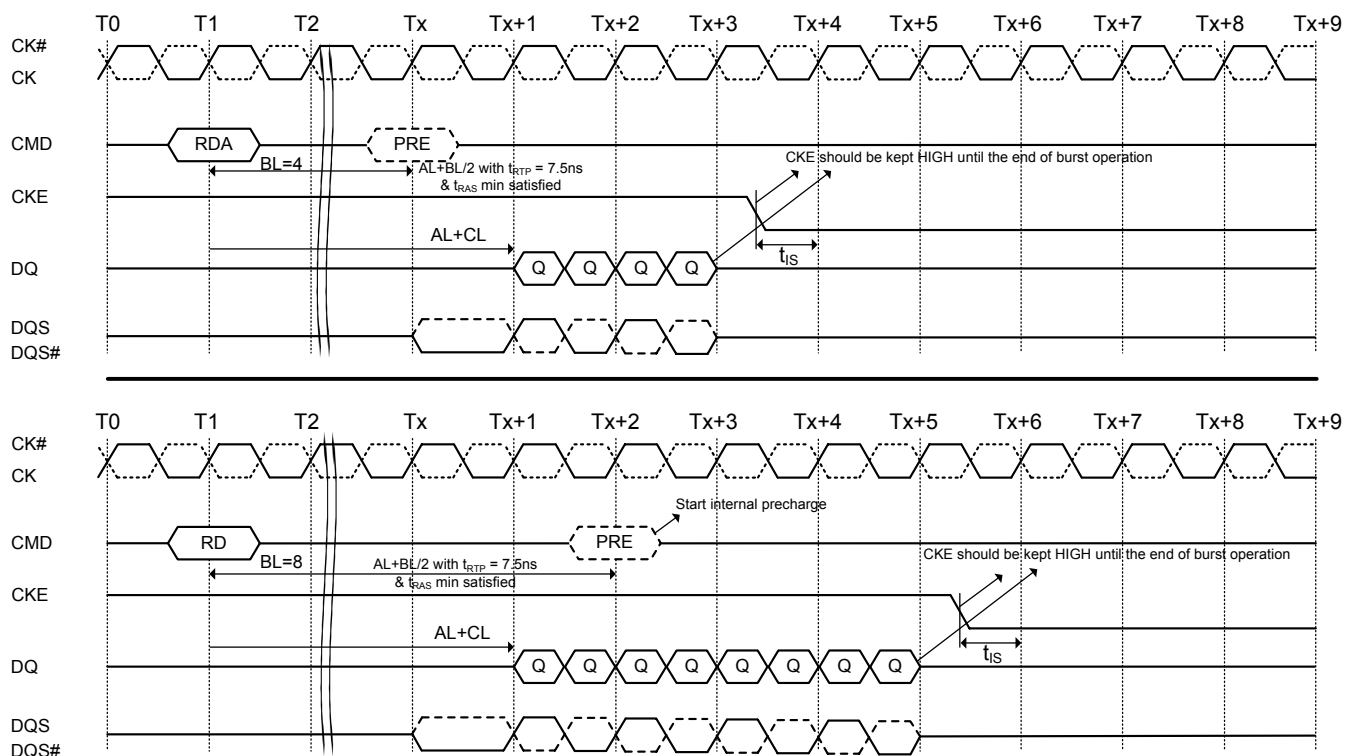 T0 T1 T2 Tx Tx+1 Tx+2 Tx+3 Tx+4 Tx+5 Tx+6 Tx+7 Tx+8 Tx+9
CK#
CK
CMD RDA PRE
CKE should be kept HIGH until the end of burst operation
BL=4 AL+BL/2 with tRTP = 7.5ns
& tRAS min satisfied
CKE
AL+CL
tIS
DQ Q Q Q Q
DQS
DQS#
T0 T1 T2 Tx Tx+1 Tx+2 Tx+3 Tx+4 Tx+5 Tx+6 Tx+7 Tx+8 Tx+9
CK#
CK
Start internal precharge
CMD RD PRE
CKE should be kept HIGH until the end of burst operation
BL=8 AL+BL/2 with tRTP = 7.5ns
& tRAS min satisfied
CKE
AL+CL
tIS
DQ Q Q Q Q Q Q Q Q
DQS
DQS#